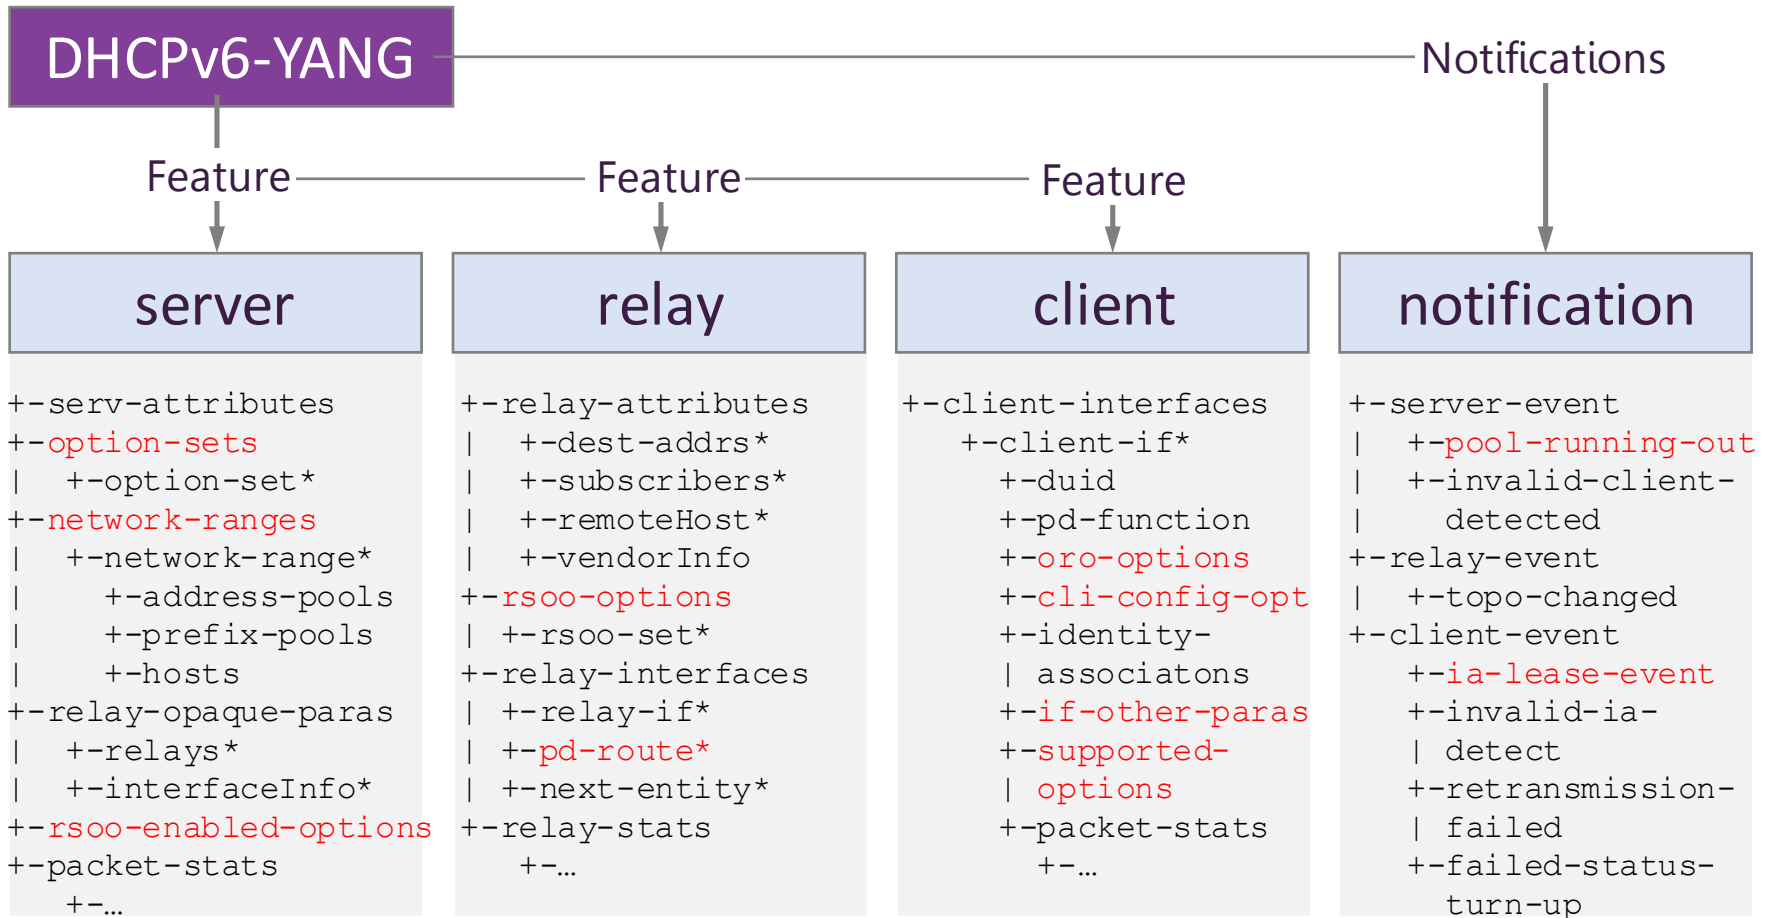 DHCPv6-YANG
Notifications
Feature
Feature
Feature
server
+-serv-attributes
+-option-sets
|  +-option-set*
+-network-ranges
|  +-network-range*
|    +-address-pools
|    +-prefix-pools
|    +-hosts
+-relay-opaque-paras
|  +-relays*
|  +-interfaceInfo*
+-rsoo-enabled-options
+-packet-stats
   +-…
relay
+-relay-attributes
|  +-dest-addrs*
|  +-subscribers*
|  +-remoteHost*
|  +-vendorInfo
+-rsoo-options
| +-rsoo-set*
+-relay-interfaces
| +-relay-if*
| +-pd-route*
| +-next-entity*
+-relay-stats
   +-…
client
+-client-interfaces
   +-client-if*
     +-duid
     +-pd-function
     +-oro-options
     +-cli-config-opt
     +-identity-
     | associatons
     +-if-other-paras
     +-supported-
     | options
     +-packet-stats
       +-…
notification
+-server-event
|  +-pool-running-out
|  +-invalid-client-
|    detected
+-relay-event
|  +-topo-changed
+-client-event
   +-ia-lease-event
   +-invalid-ia-
   | detect
   +-retransmission-
   | failed
   +-failed-status-
     turn-up